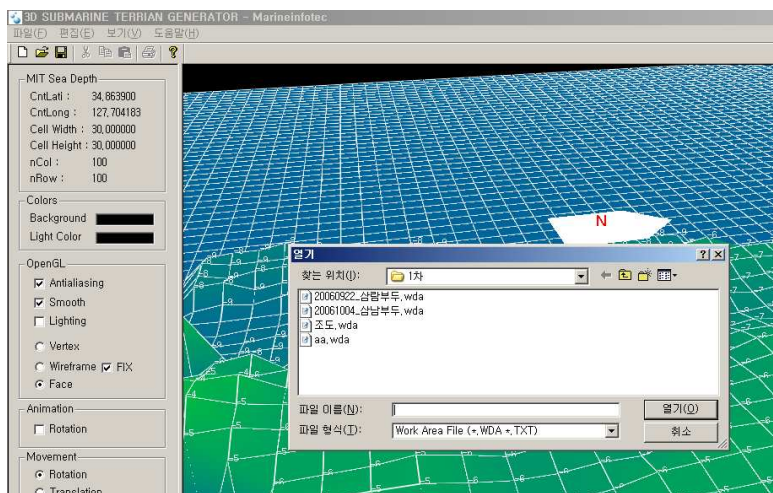 3D SUBMARINE TERRIAN GENERATOR - Marineinfotec
파일(F) 편집(E) 보기(V) 도움말(H)
MIT Sea Depth
CntLati : 34,863900
CntLong : 127,704183
Cell Width : 30,000000
Cell Height : 30,000000
nCol : 100
nRow : 100
Colors
Background
Light Color
OpenGL
Antialiasing
Smooth
Lighting
Vertex
Wireframe FIX
Face
Animation
Rotation
Movement
Rotation
Translation
N
열기
찾는 위치(I): 1차
20060922_삼람부두,wda
20061004_삼남부두,wda
조도,wda
aa,wda
파일 이름(N): 열기(O)
파일 형식(T): Work Area File (*,WDA *,TXT) 취소